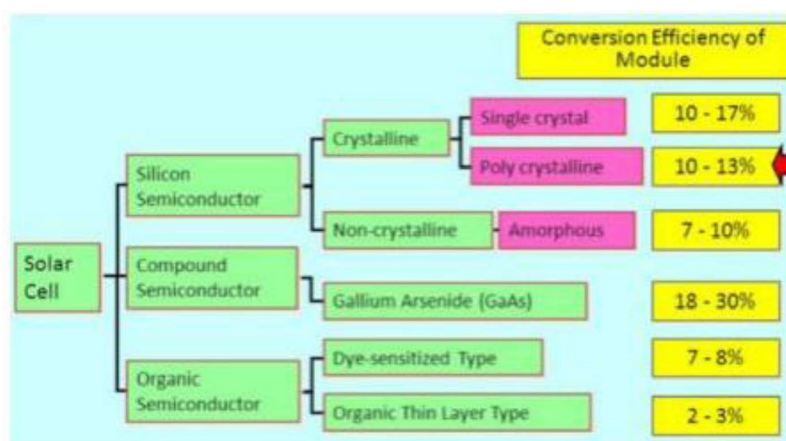 Conversion Efficiency of
Module
Single crystal
10 - 17%
Crystalline
Poly crystalline
10 - 13%
Silicon
Semiconductor
Non-crystalline
Amorphous
7 - 10%
Solar
Cell
Compound
Semiconductor
Gallium Arsenide (GaAs)
18 - 30%
Dye-sensitized Type
7 - 8%
Organic
Semiconductor
Organic Thin Layer Type
2 - 3%